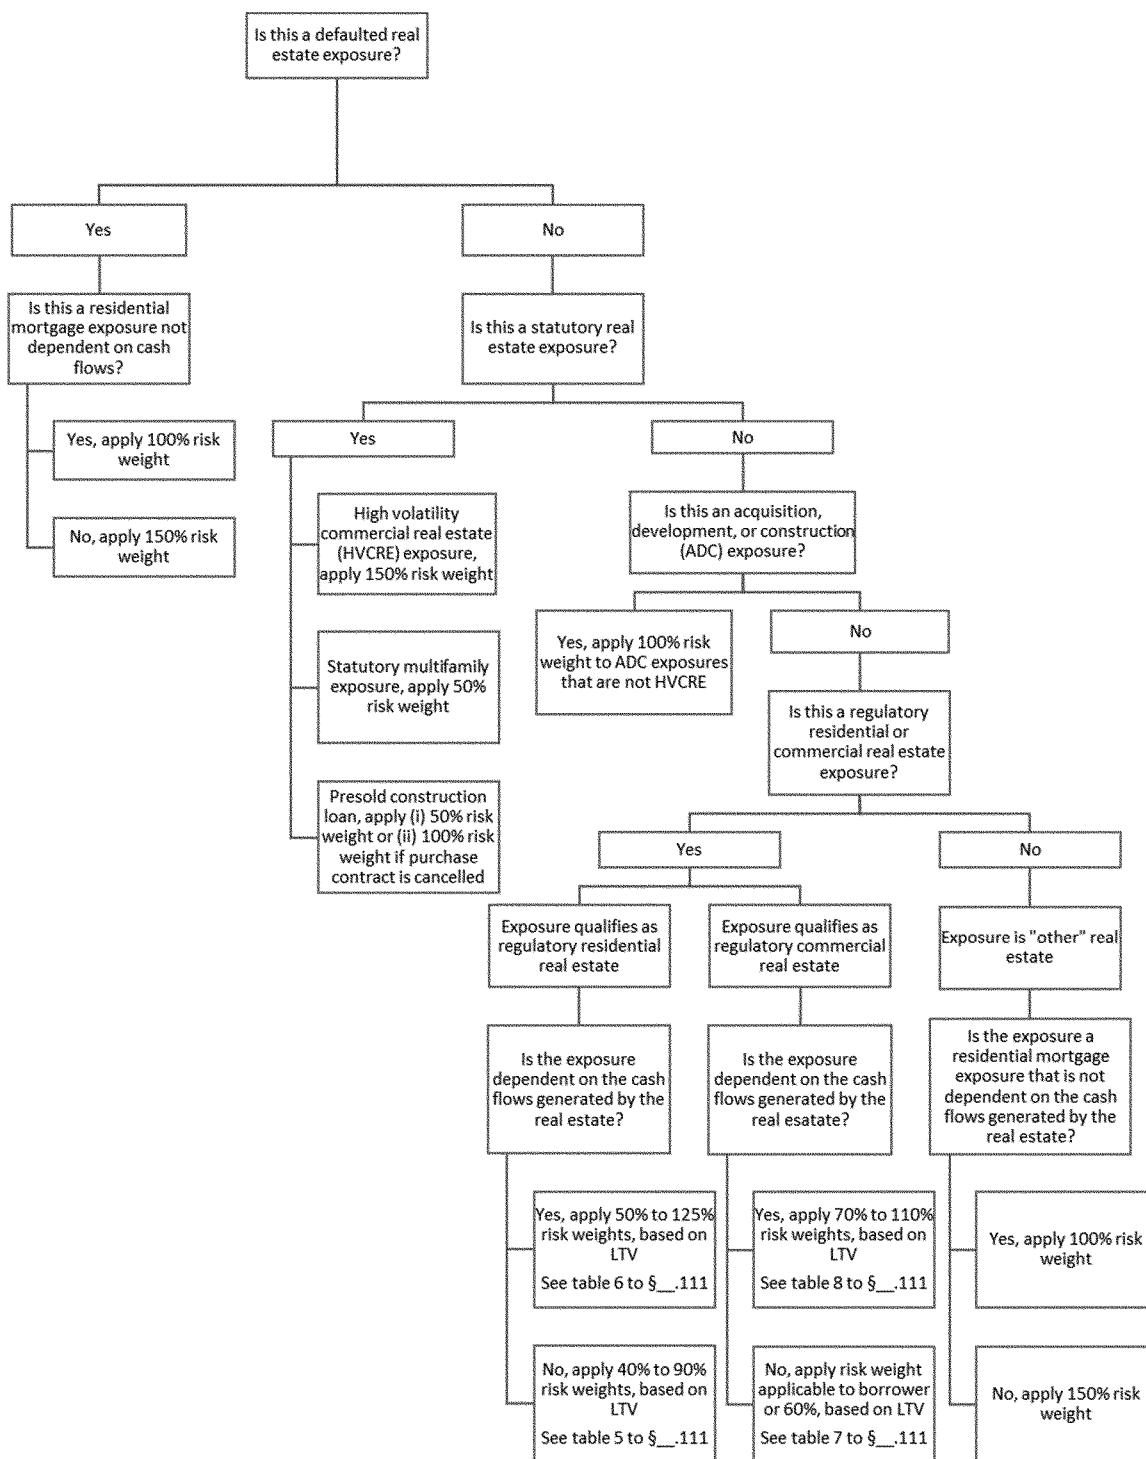 Is this a defaulted real
estate exposure?
Yes
No
Is this a residential
mortgage exposure not
dependent on cash
flows?
Yes, apply 100% risk
weight
No, apply 150% risk
weight
Is this a statutory real
estate exposure?
Yes
No
High volatility
commercial real estate
(HVCRE) exposure,
apply 150% risk weight
Statutory multifamily
exposure, apply 50%
risk weight
Presold construction
loan, apply (i) 50% risk
weight or (ii) 100% risk
weight if purchase
contract is cancelled
Is this an acquisition,
development, or construction
(ADC) exposure?
Yes, apply 100% risk
weight to ADC exposures
that are not HVCRE
No
Is this a regulatory
residential or
commercial real estate
exposure?
Yes
No
Exposure qualifies as
regulatory residential
real estate
Exposure qualifies as
regulatory commercial
real estate
Exposure is "other" real
estate
Is the exposure
dependent on the cash
flows generated by the
real estate?
Is the exposure
dependent on the cash
flows generated by the
real esatate?
Is the exposure a
residential mortgage
exposure that is not
dependent on the cash
flows generated by the
real estate?
Yes, apply 50% to 125%
risk weights, based on
LTV
See table 6 to §__.111
No, apply 40% to 90%
risk weights, based on
LTV
See table 5 to §__.111
Yes, apply 70% to 110%
risk weights, based on
LTV
See table 8 to §__.111
No, apply risk weight
applicable to borrower
or 60%, based on LTV
See table 7 to §__.111
Yes, apply 100% risk
weight
No, apply 150% risk
weight